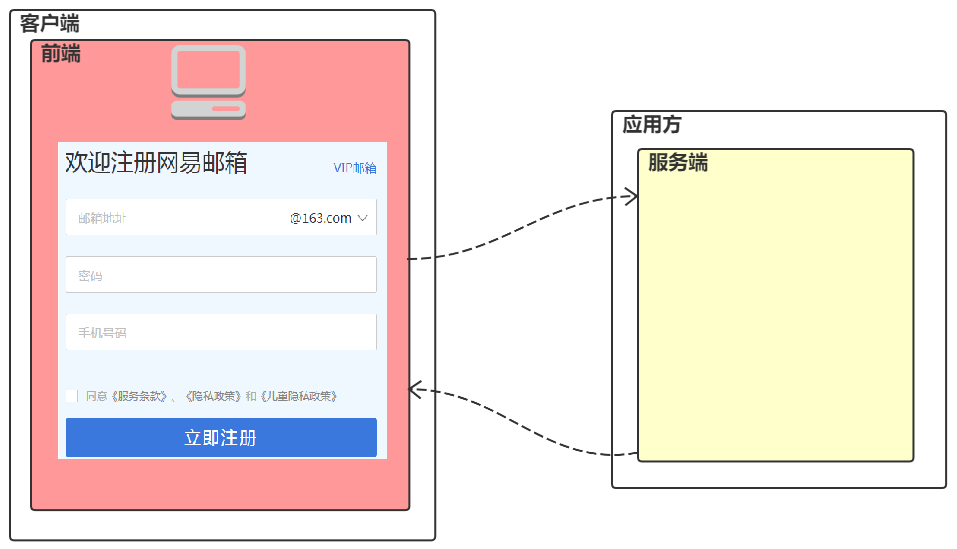 客户端
前端
欢迎注册网易邮箱
VIP邮箱
邮箱地址
@163.com
密码
手机号码
同意《服务条款》、《隐私政策》和《儿童隐私政策》
立即注册
应用方
服务端